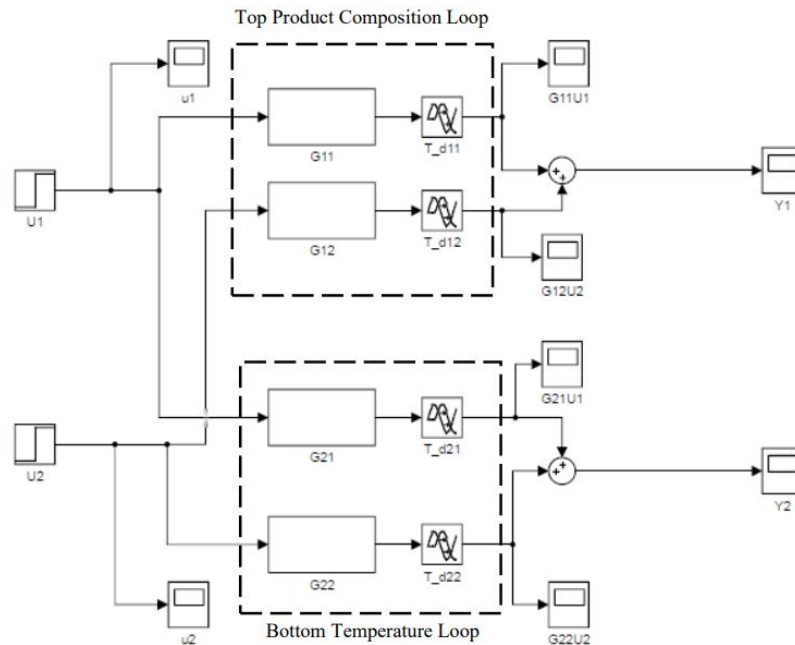 Top Product Composition Loop
u1
G11U1
G11
T_d11
U1
Y1
G12
T_d12
G12U2
G21U1
G21
T_d21
U2
Y2
G22
T_d22
u2
Bottom Temperature Loop
G22U2